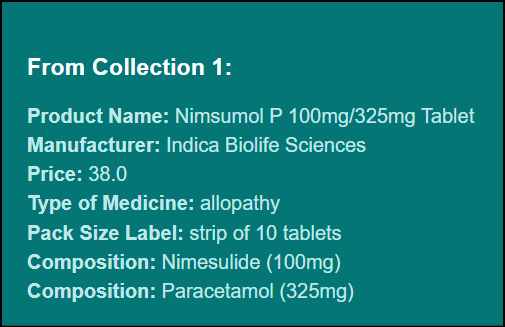 From Collection 1:
Product Name: Nimsumol P 100mg/325mg Tablet
Manufacturer: Indica Biolife Sciences
Price: 38.0
Type of Medicine: allopathy
Pack Size Label: strip of 10 tablets
Composition: Nimesulide (100mg)
Composition: Paracetamol (325mg)